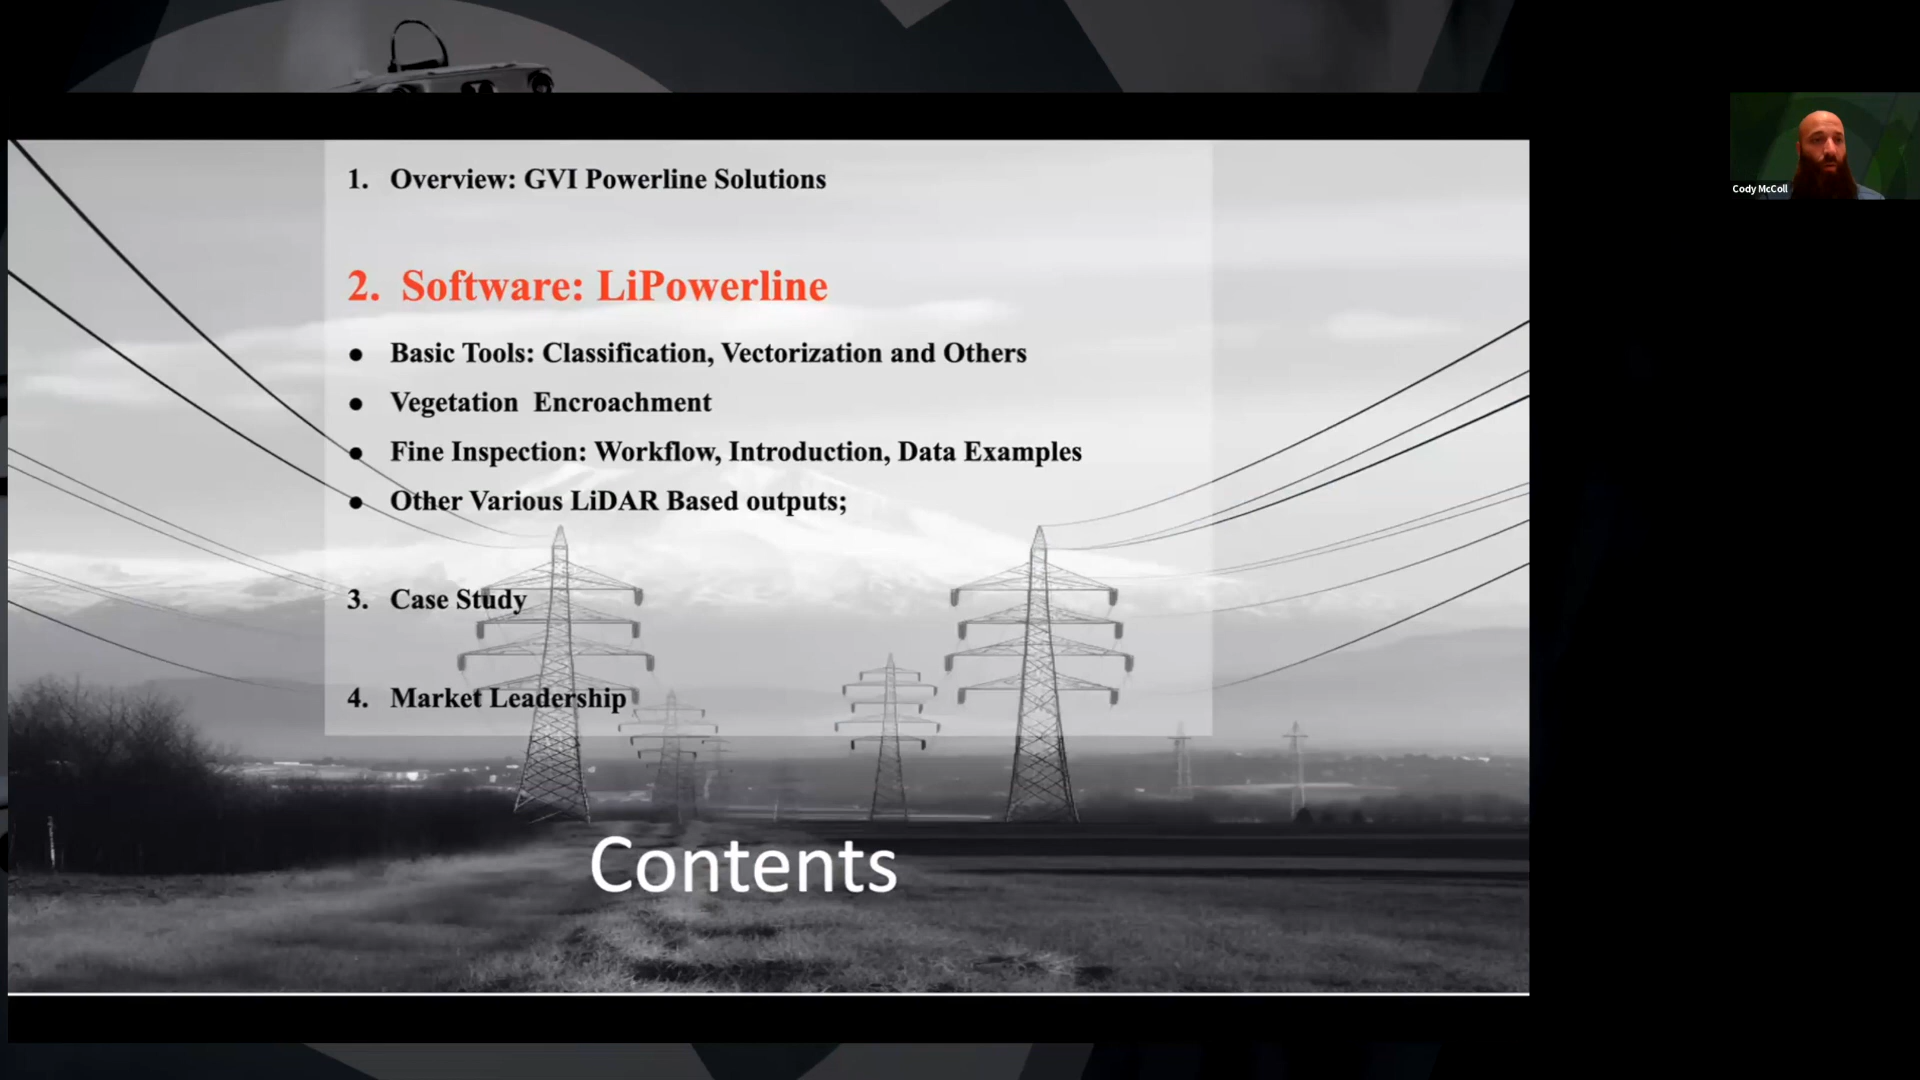 1. Overview: GVI Powerline Solutions
2. Software: LiPowerline
● Basic Tools: Classification, Vectorization and Others
● Vegetation Encroachment
● Fine Inspection: Workflow, Introduction, Data Examples
● Other Various LiDAR Based outputs;
3. Case Study
4. Market Leadership
Contents
Cody McColl